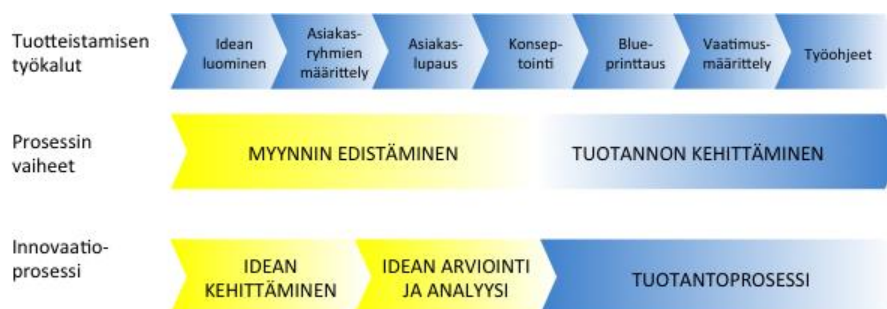 Tuotteistamisen
työkalut
Idean
luominen
Asiakas-
ryhmien
määrittely
Asiakas-
lupaus
Konsep-
tointi
Blue-
printtaus
Vaatimus-
määrittely
Työohjeet
Prosessin
vaiheet
MYYNNIN EDISTÄMINEN
TUOTANNON KEHITTÄMINEN
Innovaatio-
prosessi
IDEAN
KEHITTÄMINEN
IDEAN ARVIOINTI
JA ANALYYSI
TUOTANTOPROSESSI